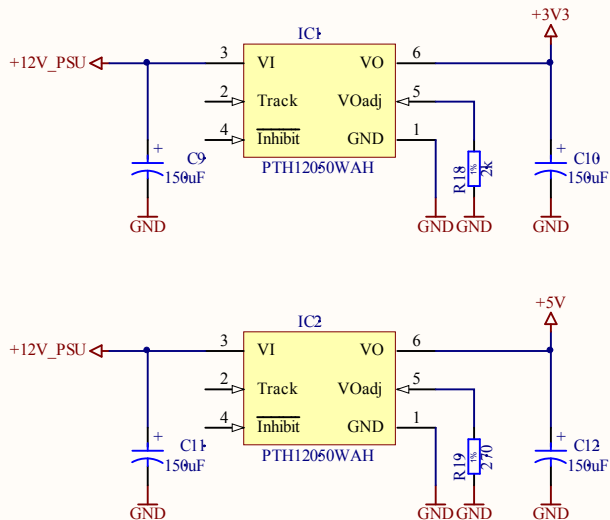 IC1
+3V3
+12V_PSU
3 VI VO 6
2 Track VOadj 5
4 Inhibit GND 1
PTH12050WAH
C9
150uF
R18 1% 2k
C10
150uF
GND
GND GND
GND
IC2
+5V
+12V_PSU
3 VI VO 6
2 Track VOadj 5
4 Inhibit GND 1
PTH12050WAH
C11
150uF
R19 1% 270
C12
150uF
GND
GND GND
GND